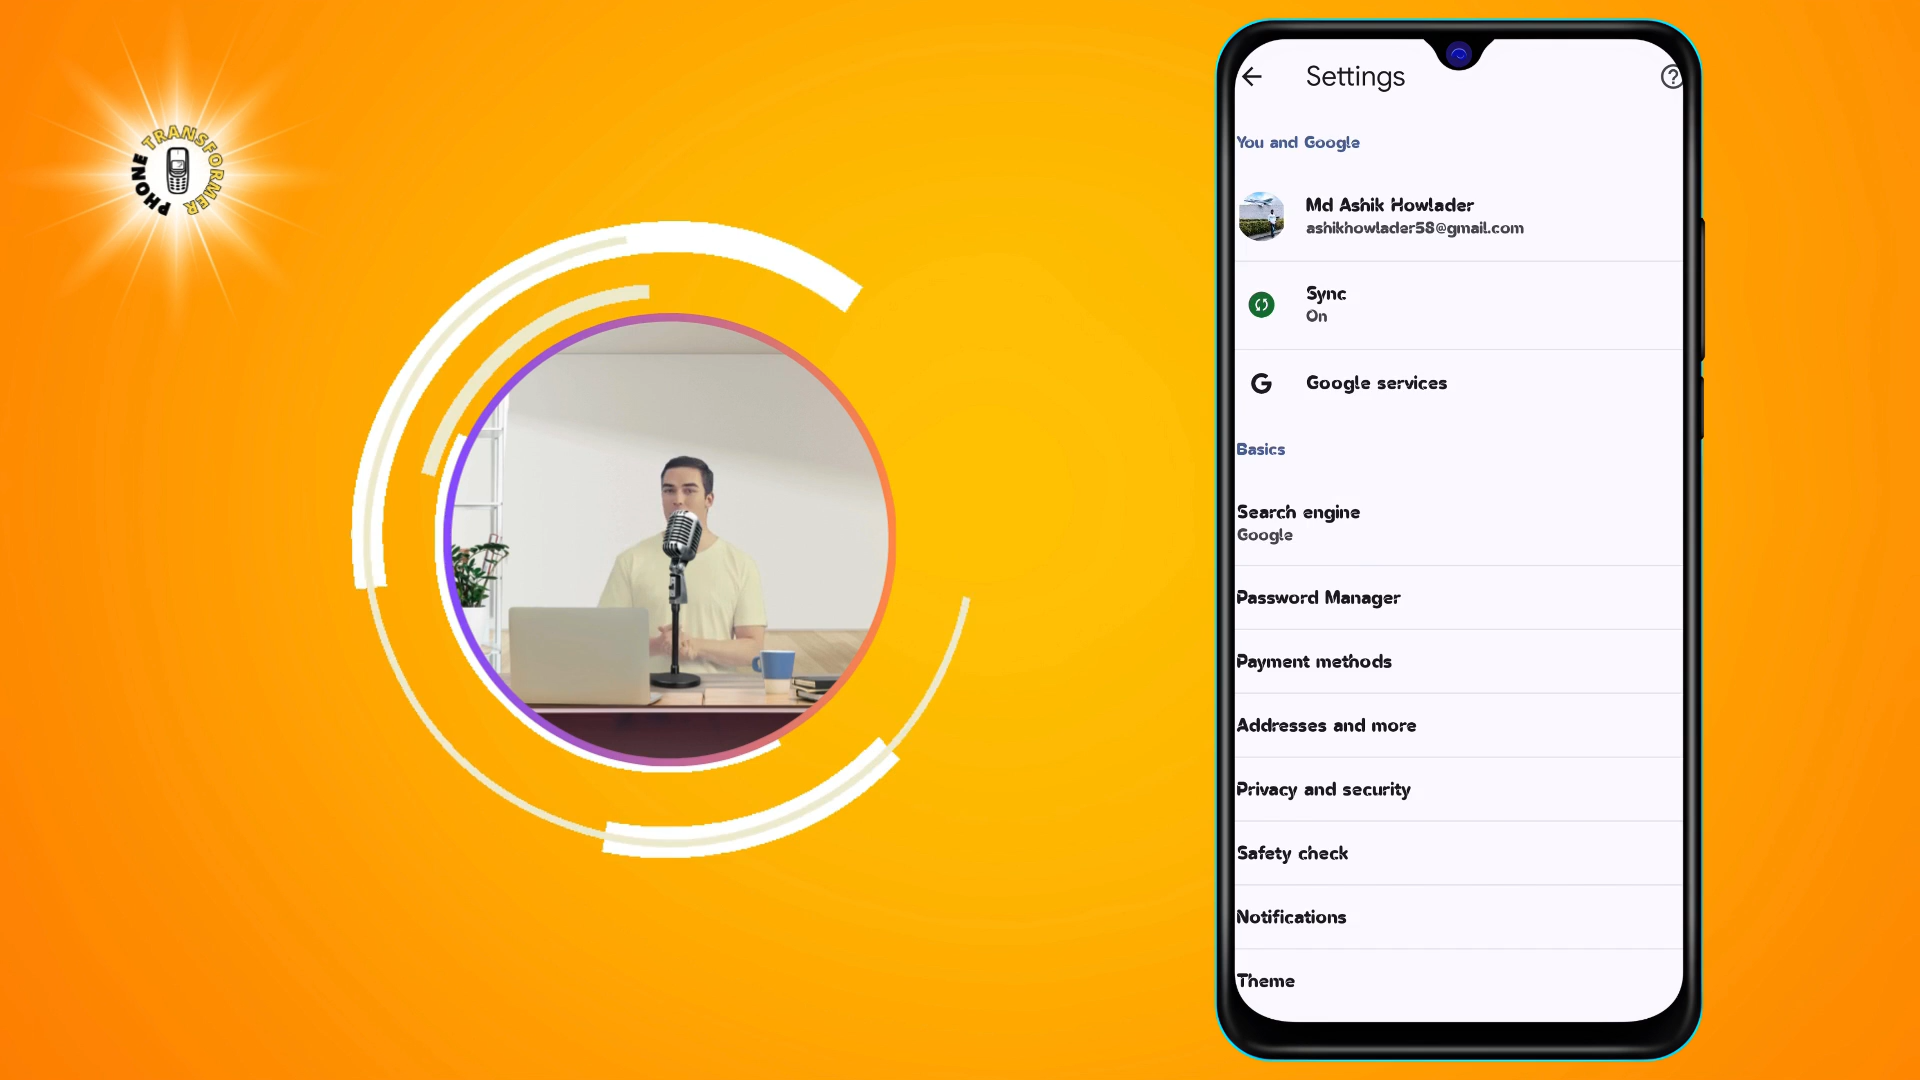 PHONE TRANSFORMER
Settings
You and Google
Md Ashik Howlader
ashikhowlader58@gmail.com
Sync
On
Google services
Basics
Search engine
Google
Password Manager
Payment methods
Addresses and more
Privacy and security
Safety check
Notifications
Theme